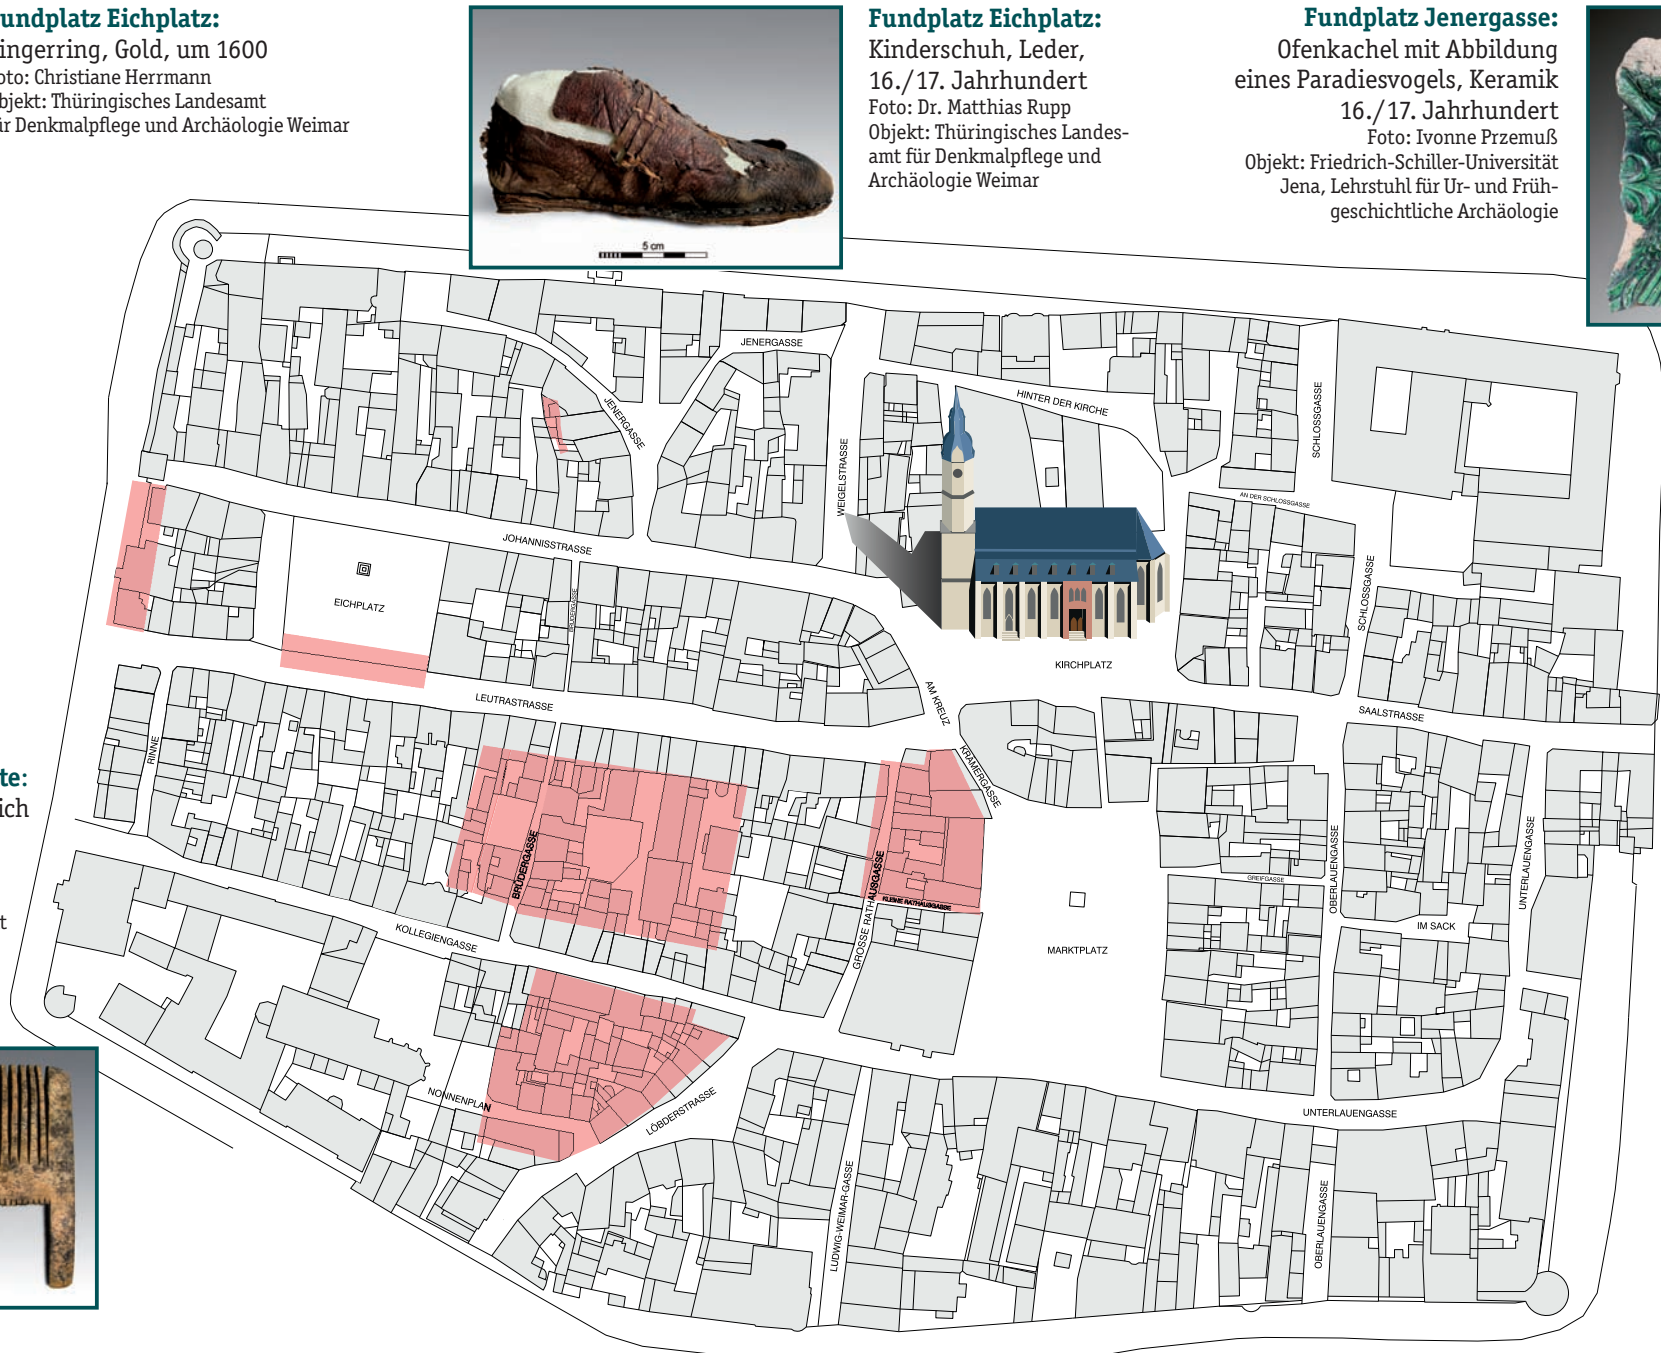 undplatz Eichplatz:
ingerring, Gold, um 1600
oto: Christiane Herrmann
bjekt: Thüringisches Landesamt
ür Denkmalpflege und Archäologie Weimar
5 cm
Fundplatz Eichplatz:
Kinderschuh, Leder,
16./17. Jahrhundert
Foto: Dr. Matthias Rupp
Objekt: Thüringisches Landes-
amt für Denkmalpflege und
Archäologie Weimar
Fundplatz Jenergasse:
Ofenkachel mit Abbildung
eines Paradiesvogels, Keramik
16./17. Jahrhundert
Foto: Ivonne Przemuß
Objekt: Friedrich-Schiller-Universität
Jena, Lehrstuhl für Ur- und Früh-
geschichtliche Archäologie
JENERGASSE
JENERGASSE
HINTER DER KIRCHE
SCHLOSSGASSE
WEIGELSTRASSE
AN DER SCHLOSSGASSE
JOHANNISSTRASSE
EICHPLATZ
BRÜDERGASSE
SCHLOSSGASSE
KIRCHPLATZ
LEUTRASTRASSE
AM KREUZ
SAALSTRASSE
RINNE
KRÄMERGASSE
te:
ich
t
BRÜDERGASSE
GROSSE RATHAUSGASSE
KLEINE RATHAUSGASSE
GREIFGASSE
OBERLAUENGASSE
UNTERLAUENGASSE
IM SACK
KOLLEGIENGASSE
MARKTPLATZ
NONNENPLAN
LÖBDERSTRASSE
UNTERLAUENGASSE
LUDWIG-WEIMAR-GASSE
OBERLAUENGASSE